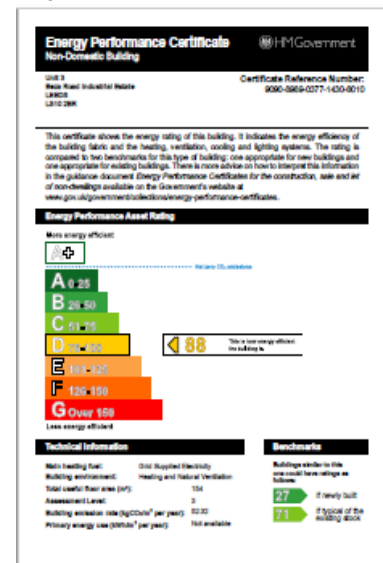 Energy Performance Certificate
HM Government
Non-Domestic Building
Unit 3
Road Industrial Estate
LEEDS
LS10 2BR
Certificate Reference Number:
This certificate shows the energy rating of this building. It indicates the energy efficiency of
the building fabric and the heating, ventilation, cooling and lighting systems. The rating is
compared to two benchmarks for this type of building: one appropriate for new buildings and
one appropriate for existing buildings. There is more advice on how to interpret this information
in the guidance document Energy Performance Certificates for the construction, sale and let
of non-dwellings available on the Government's website at
www.gov.uk/government/collections/energy-performance-certificates.
Energy Performance Asset Rating
More energy efficient
A+
Net zero CO₂ emissions
A 0-25
B 26-50
C 51-75
D 76-100
88
This is how energy efficient
the building is.
E 101-125
F 126-150
G Over 150
Less energy efficient
Technical Information
Main heating fuel: Grid Supplied Electricity
Building environment: Heating and Natural Ventilation
Total useful floor area (m²): 154
Assessment Level: 3
Building emission rate (kgCO₂/m² per year):
Primary energy use (kWh/m² per year): Not available
Benchmarks
Buildings similar to this
one could have ratings as
follows:
27 If newly built
71 If typical of the
existing stock